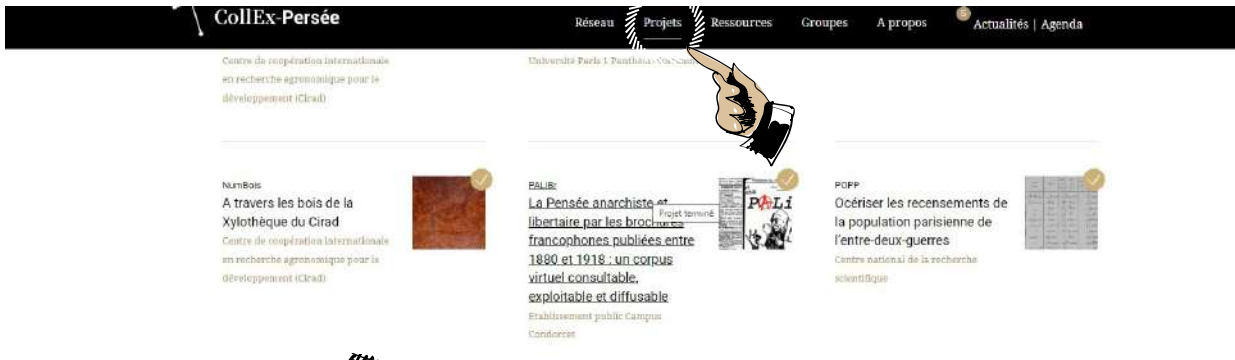 CollEx-Persée
Réseau Projets Ressources Groupes A propos 5 Actualités | Agenda
Centre de coopération internationale
en recherche agronomique pour le
développement (Cirad)
Université Paris 1
NumBois
A travers les bois de la
Xylothèque du Cirad
Centre de coopération internationale
en recherche agronomique pour le
développement (Cirad)
PALIBr
La Pensée anarchiste et
libertaire par les brochures
francophones publiées entre
1880 et 1918 : un corpus
virtuel consultable,
exploitable et diffusable
Etablissement public Campus
Condorcet
Projet terminé
PALi
POPP
Océriser les recensements de
la population parisienne de
l'entre-deux-guerres
Centre national de la recherche
scientifique